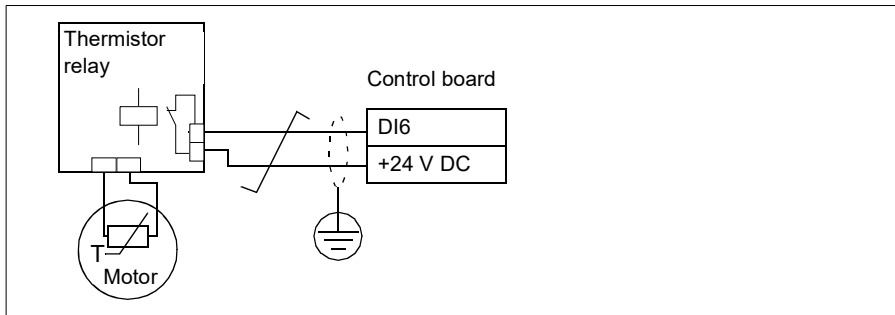 Thermistor
relay
Control board
DI6
+24 V DC
T
Motor